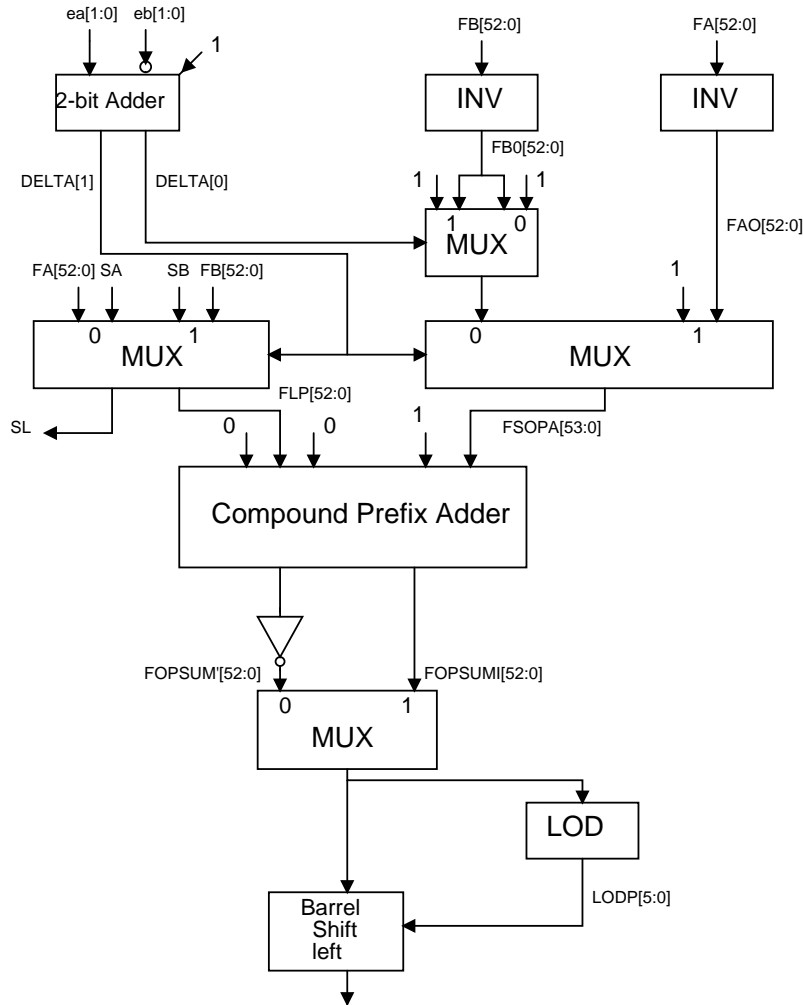 ea[1:0] eb[1:0] FB[52:0] FA[52:0]
1
2-bit Adder INV INV
FB0[52:0]
DELTA[1] DELTA[0] 1 1
1 0
MUX
FAO[52:0]
FA[52:0] SA SB FB[52:0] 1
0 1 0 1
MUX MUX
FLP[52:0]
SL 0 0 1 FSOPA[53:0]
Compound Prefix Adder
FOPSUM'[52:0] FOPSUMI[52:0]
0 1
MUX
LOD
LODP[5:0]
Barrel
Shift
left